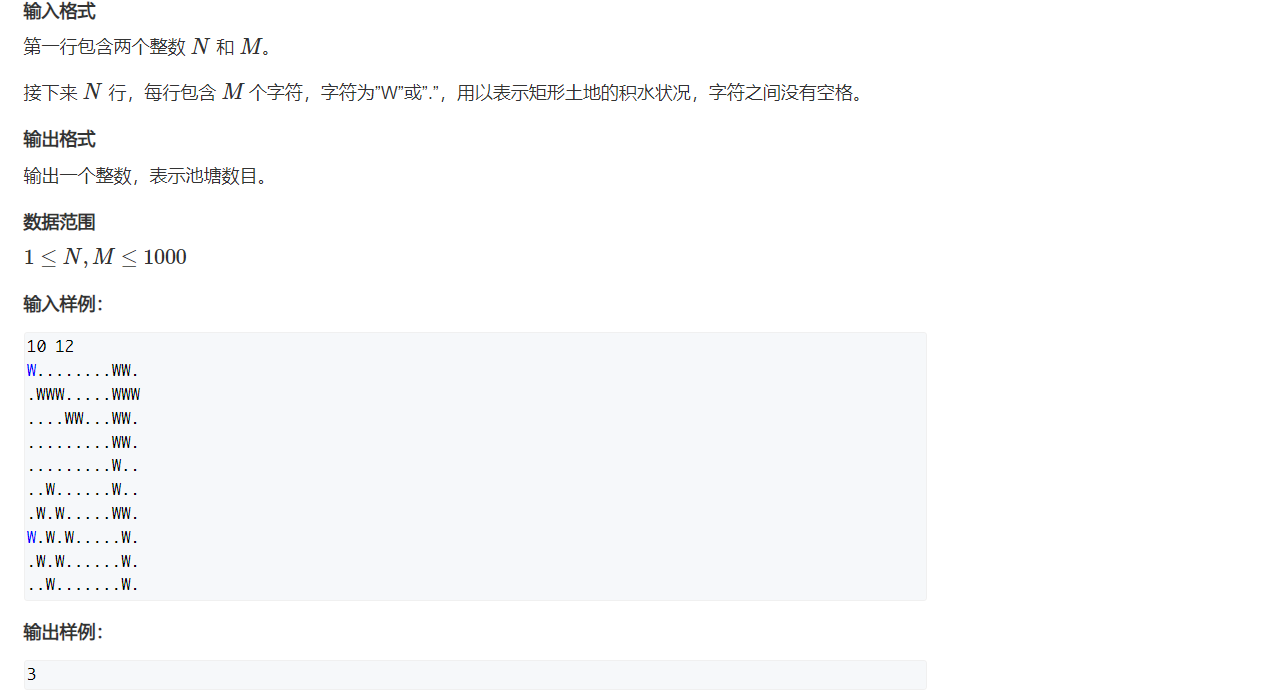 输入格式
第一行包含两个整数 N 和 M。
接下来 N 行，每行包含 M 个字符，字符为”W”或”.”，用以表示矩形土地的积水状况，字符之间没有空格。
输出格式
输出一个整数，表示池塘数目。
数据范围
1 ≤ N, M ≤ 1000
输入样例：
10 12
W........WW.
.WWW.....WWW
....WW...WW.
.........WW.
.........W..
..W......W..
.W.W.....WW.
W.W.W.....W.
.W.W......W.
..W.......W.
输出样例：
3